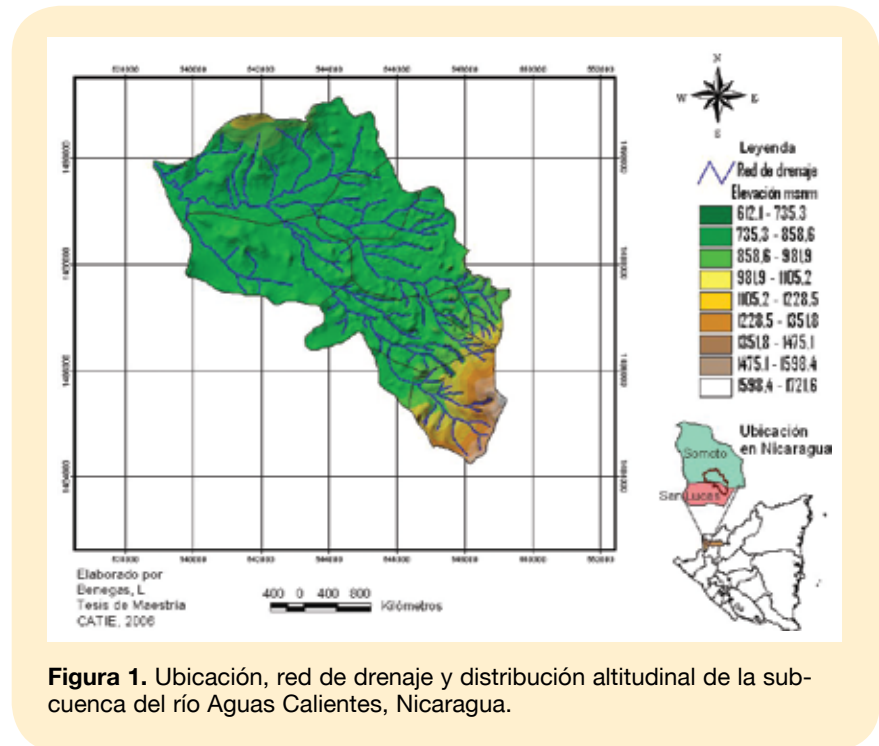 N
W E
S
Leyenda
Red de drenaje
Elevación msnm
612.1 - 735.3
735.3 - 858.6
858.6 - 981.9
981.9 - 1105.2
1105.2 - 1228.5
1228.5 - 1351.8
1351.8 - 1475.1
1475.1 - 1598.4
1598.4 - 1721.6
Ubicación
en Nicaragua
Somoto
San Lucas
Elaborado por
Benegas, L
Tesis de Maestria
CATIE, 2006
400 0 400 800
Kilómetros
Figura 1. Ubicación, red de drenaje y distribución altitudinal de la sub-
cuenca del río Aguas Calientes, Nicaragua.